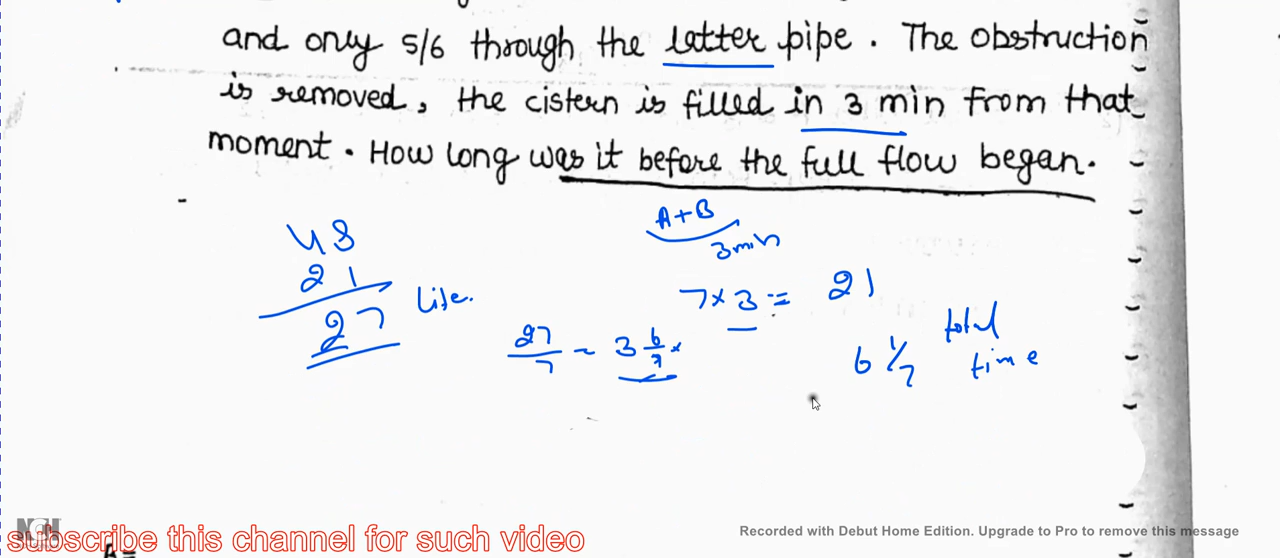 and only 5/6 through the latter pipe. The obstruction
is removed, the cistern is filled in 3 min from that
moment. How long was it before the full flow began.
A+B
3min
48
21
27 lite.
7×3 = 21
27/7 = 3 6/7
6 1/7 total
time
subscribe this channel for such video
Recorded with Debut Home Edition. Upgrade to Pro to remove this message